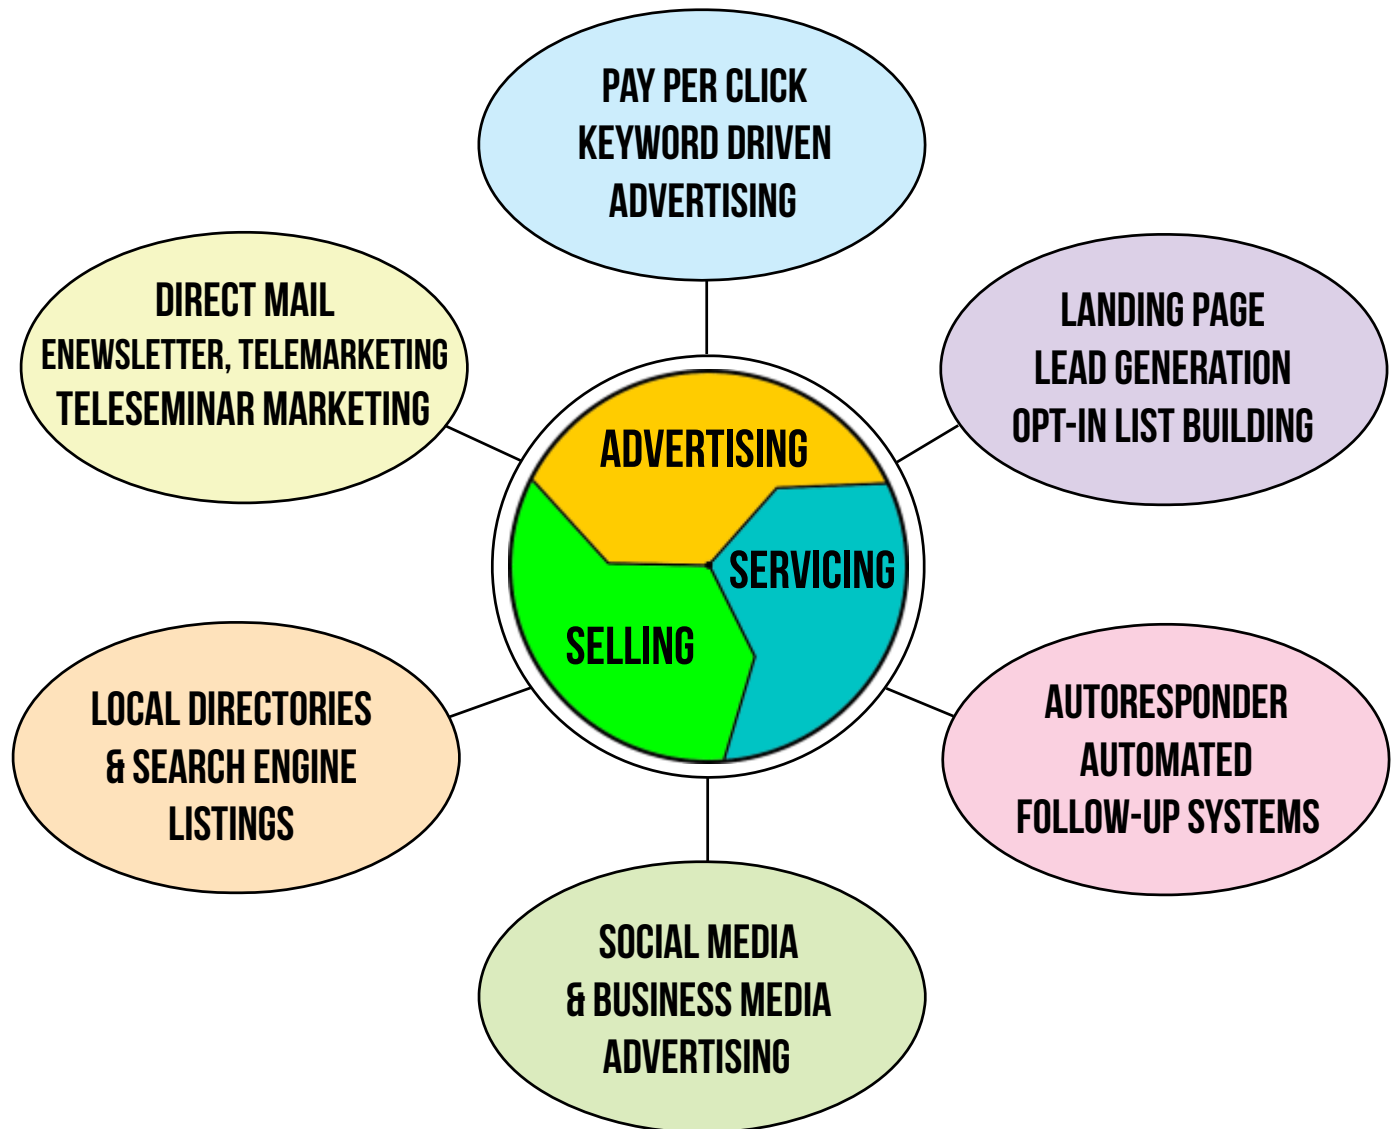 PAY PER CLICK
KEYWORD DRIVEN
ADVERTISING
DIRECT MAIL
ENEWSLETTER, TELEMARKETING
TELESEMINAR MARKETING
LANDING PAGE
LEAD GENERATION
OPT-IN LIST BUILDING
ADVERTISING
SERVICING
SELLING
LOCAL DIRECTORIES
& SEARCH ENGINE
LISTINGS
AUTORESPONDER
AUTOMATED
FOLLOW-UP SYSTEMS
SOCIAL MEDIA
& BUSINESS MEDIA
ADVERTISING